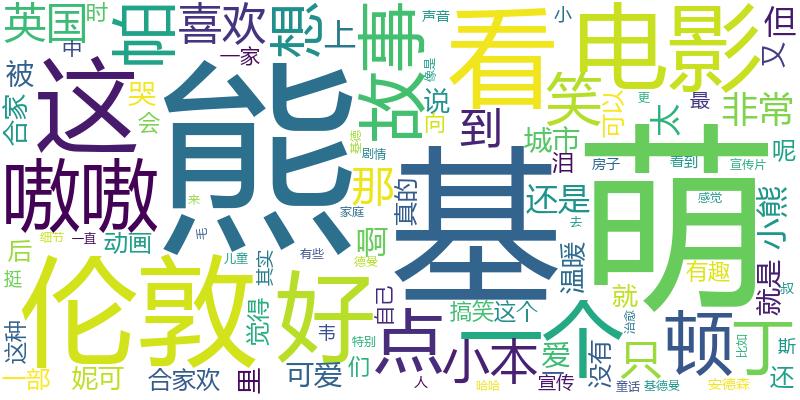 英国
时
帕
喜欢
想
上
故事
声音
看
电影
小
但
又
中
一家
被
合家
这
哭
会
熊
基德
剧情
说
向
到
笑
可以
太
最
更
非常
城市
泪
房子
看到
宣传片
呢
嗷嗷
那
真的
还是
基
萌
感觉
小熊
来
毛
家庭
去
后
细节
一直
动画
儿童
其实
有些
德曼
啊
温暖
有趣
就是
叔
挺
伦敦
好
觉得
自己
点
搞笑
这个
一个
就
治愈
顿
丁
比如
斯
这种
韦
特别
们
小本
爱
没有
只
还
一部
妮可
合家欢
里
可爱
人
哈哈
宣传
童话
基德曼
安德森
像是